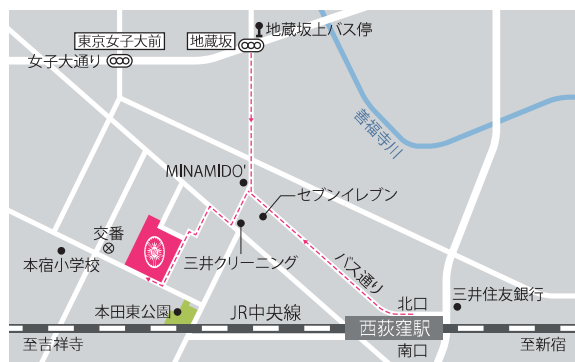 地蔵坂上バス停
東京女子大前
地蔵坂
女子大通り
善福寺川
MINAMIDO'
セブンイレブン
交番
三井クリーニング
バス通り
本宿小学校
本田東公園
JR中央線
北口
三井住友銀行
西荻窪駅
至吉祥寺
南口
至新宿